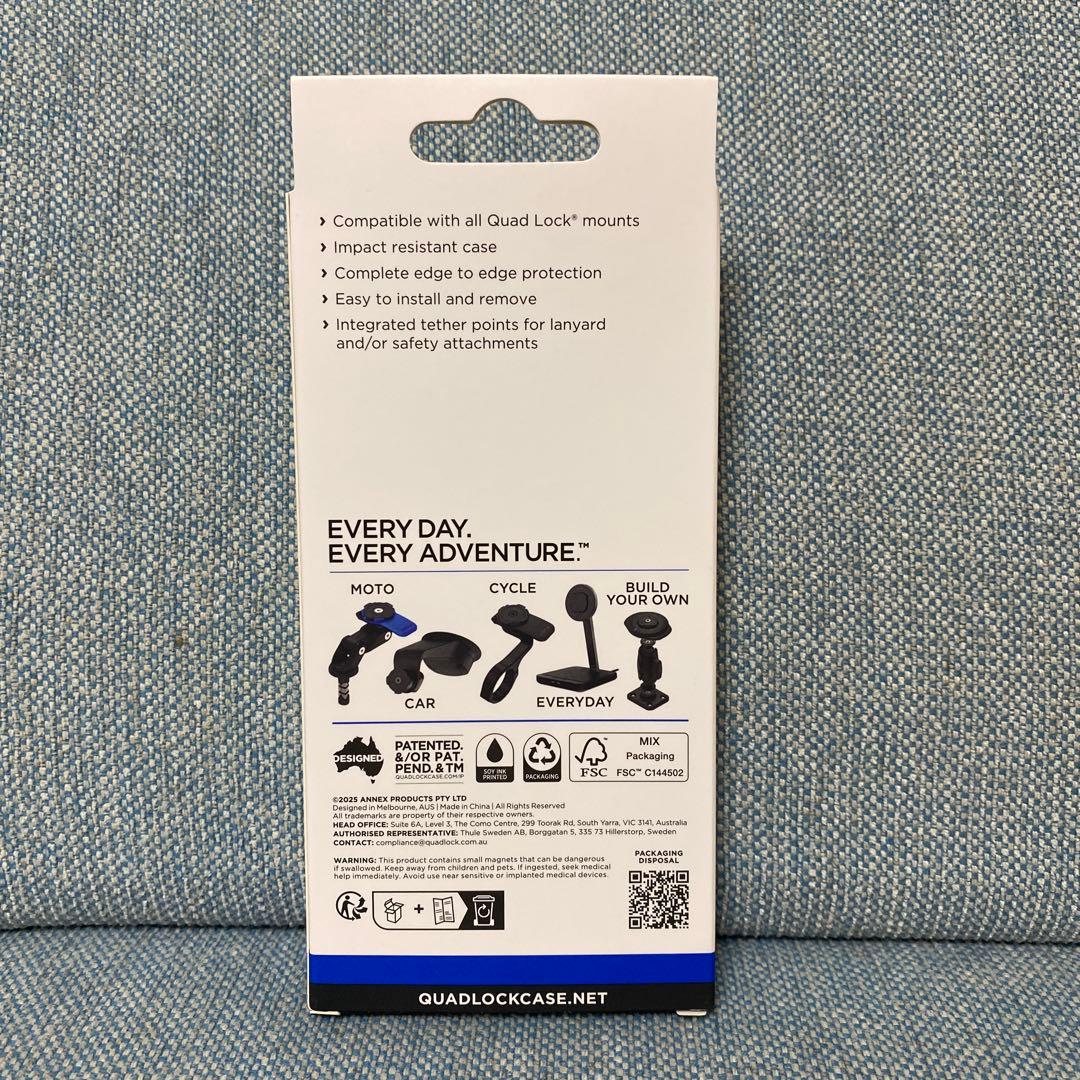 › Compatible with all Quad Lock® mounts
› Impact resistant case
› Complete edge to edge protection
› Easy to install and remove
› Integrated tether points for lanyard
and/or safety attachments
EVERY DAY.
EVERY ADVENTURE.™
MOTO
CYCLE
BUILD
YOUR OWN
CAR
EVERYDAY
DESIGNED
PATENTED.
&/OR PAT.
PEND. & TM
QUADLOCKCASE.COM/IP
SOY INK
PRINTED
PACKAGING
FSC
MIX
Packaging
FSC™ C144502
©2025 ANNEX PRODUCTS PTY LTD
Designed in Melbourne, AUS | Made in China | All Rights Reserved
All trademarks are property of their respective owners.
HEAD OFFICE: Suite 6A, Level 3, The Como Centre, 299 Toorak Rd, South Yarra, VIC 3141, Australia
AUTHORISED REPRESENTATIVE: Thule Sweden AB, Borggatan 5, 335 73 Hillerstorp, Sweden
CONTACT: compliance@quadlock.com.au
WARNING: This product contains small magnets that can be dangerous
if swallowed. Keep away from children and pets. If ingested, seek medical
help immediately. Avoid use near sensitive or implanted medical devices.
PACKAGING
DISPOSAL
+
QUADLOCKCASE.NET